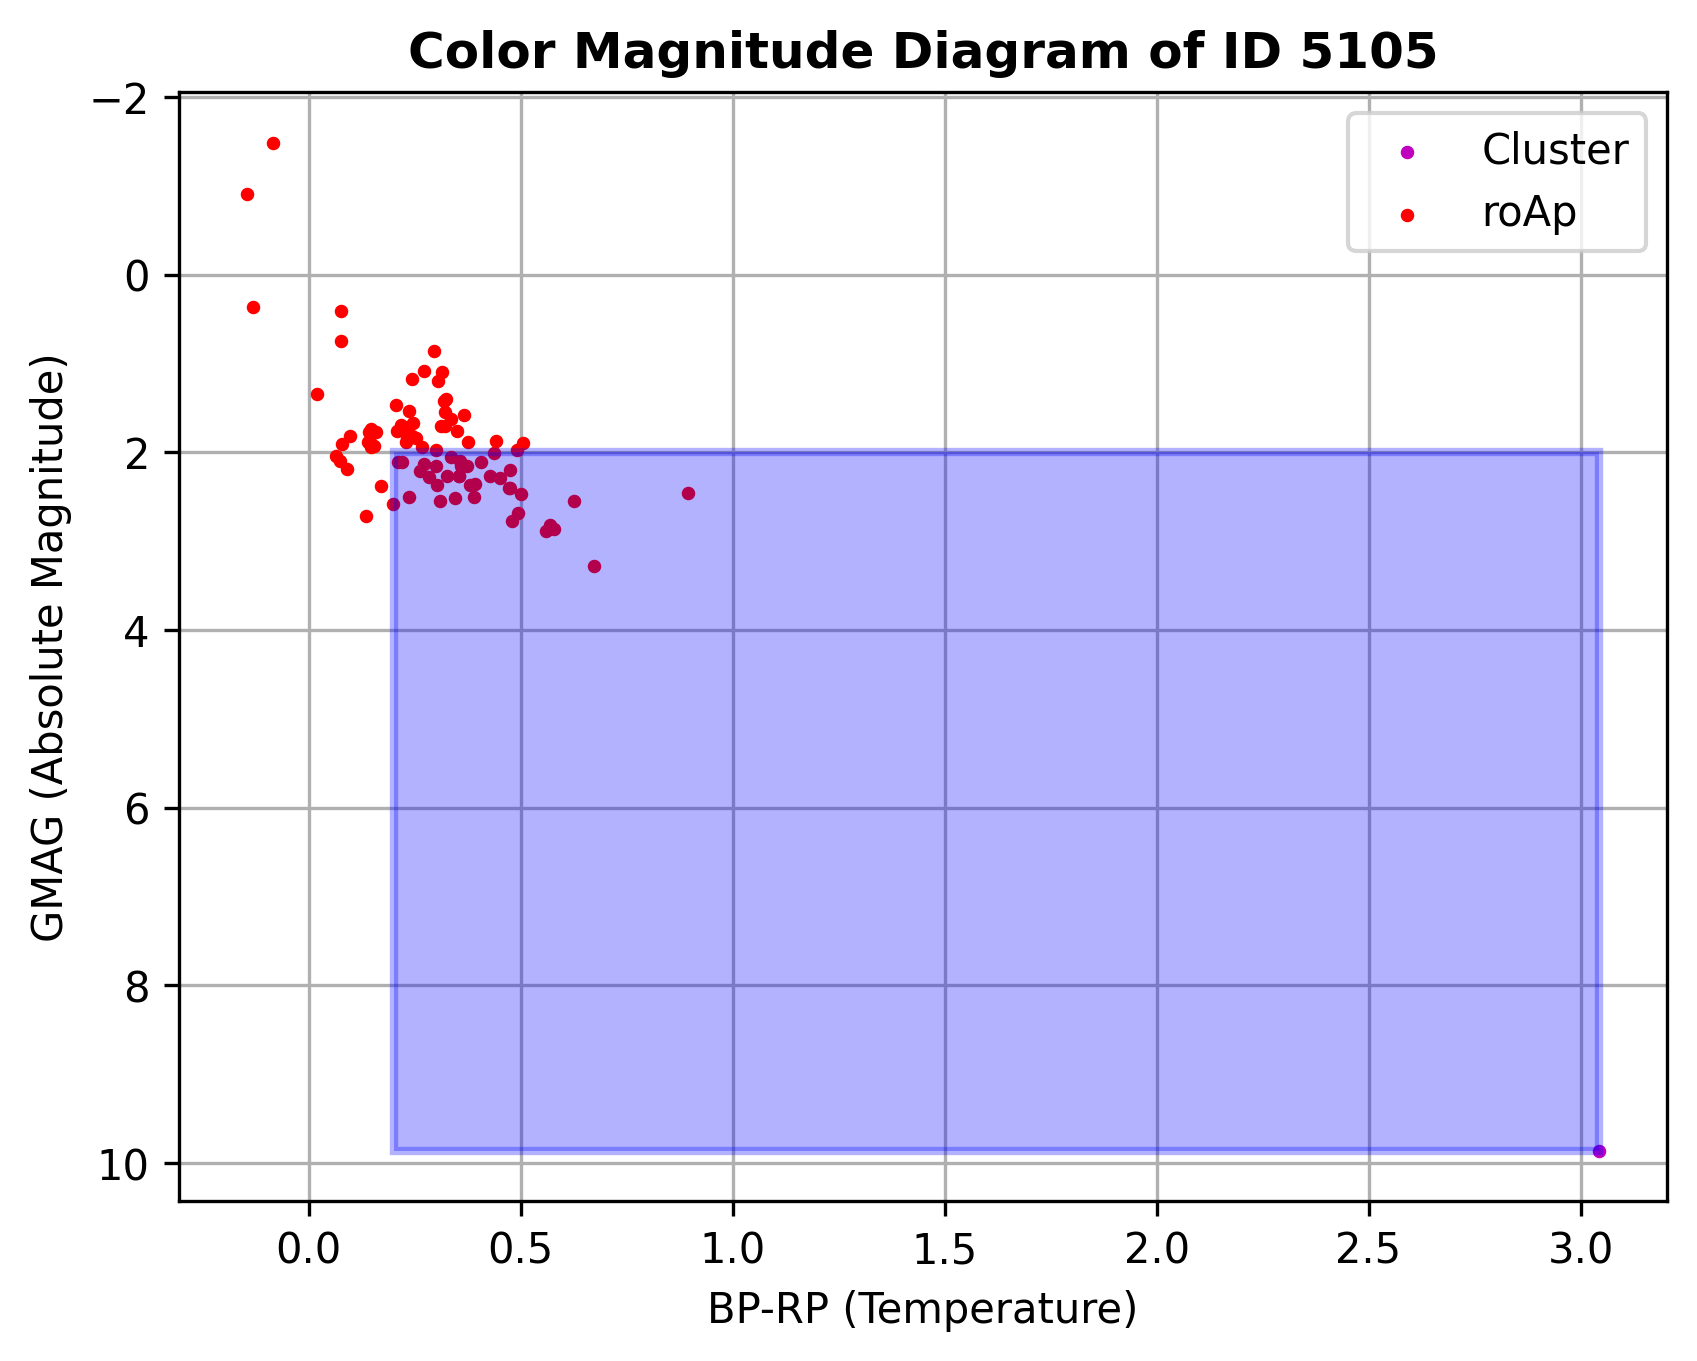 Color Magnitude Diagram of ID 5105
Cluster
roAp
GMAG (Absolute Magnitude)
−2
0
2
4
6
8
10
0.0 0.5 1.0 1.5 2.0 2.5 3.0
BP-RP (Temperature)